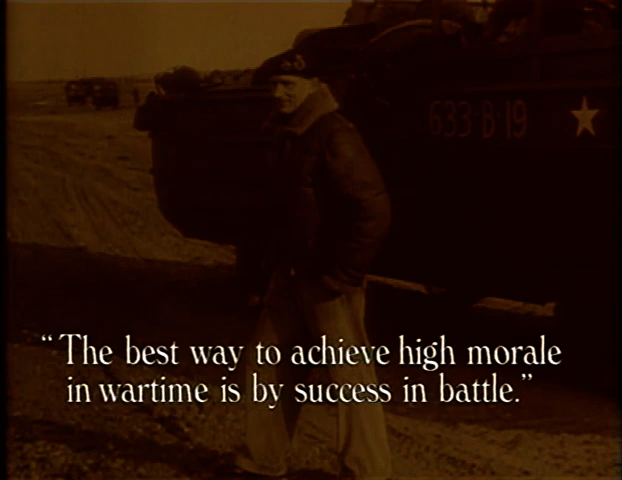 633·B·19
“The best way to achieve high morale
in wartime is by success in battle.”